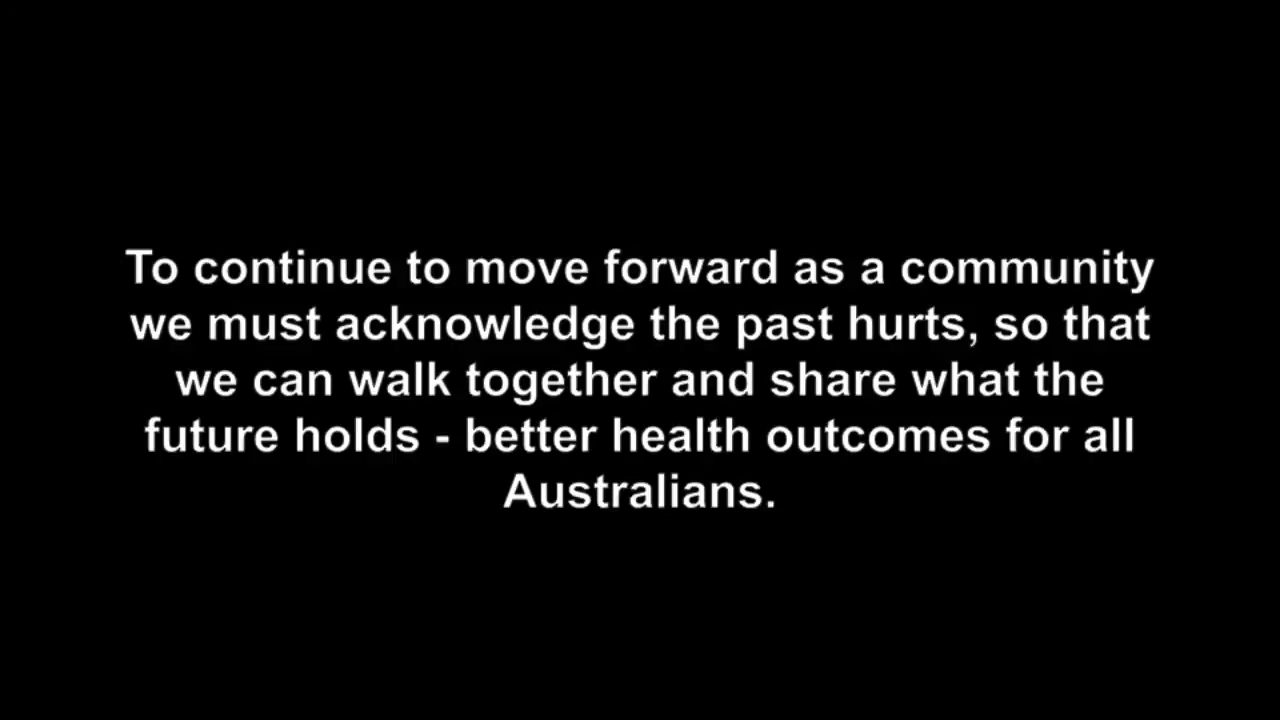 To continue to move forward as a community
we must acknowledge the past hurts, so that
we can walk together and share what the
future holds - better health outcomes for all
Australians.